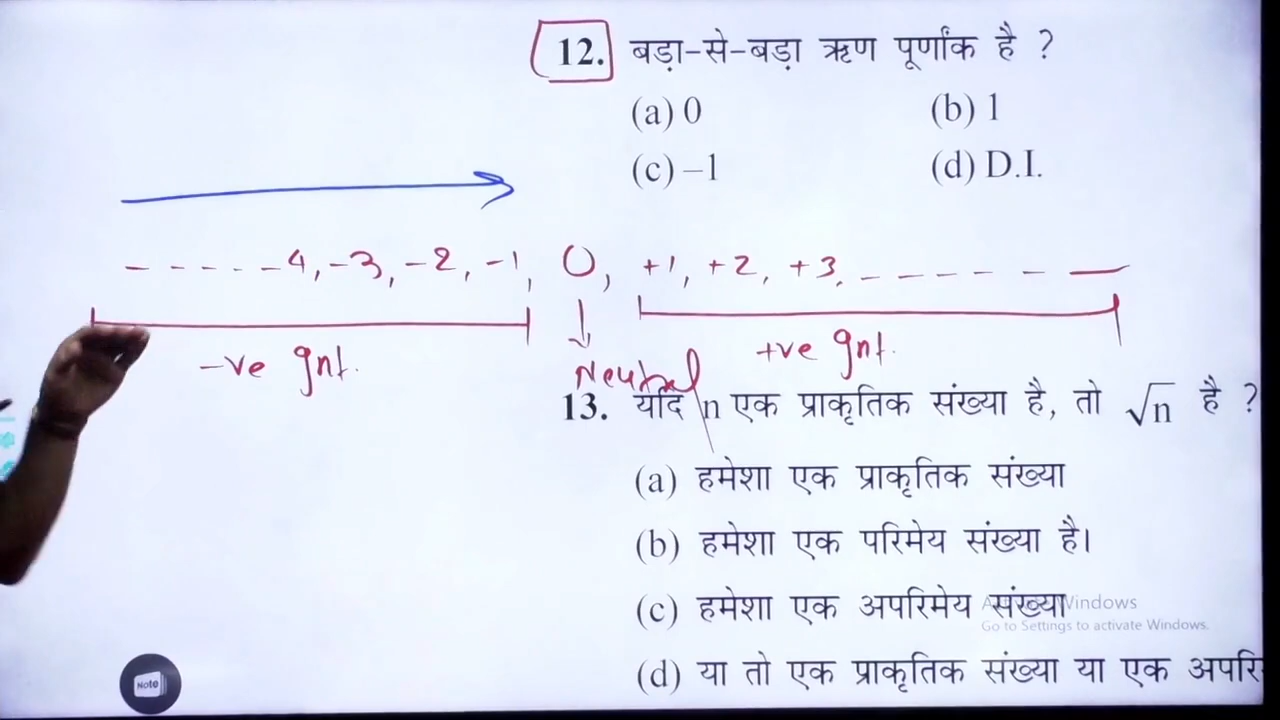 12. बड़ा-से-बड़ा ऋण पूर्णांक है ?
(a) 0 (b) 1
(c) –1 (d) D.I.
– – – – – -4, -3, -2, -1, 0, +1, +2, +3, – – – – – –
-ve Int. +ve Int.
Neutral
13. यदि n एक प्राकृतिक संख्या है, तो √n है ?
(a) हमेशा एक प्राकृतिक संख्या
(b) हमेशा एक परिमेय संख्या है।
(c) हमेशा एक अपरिमेय संख्या
Windows
Go to Settings to activate Windows.
(d) या तो एक प्राकृतिक संख्या या एक
Note